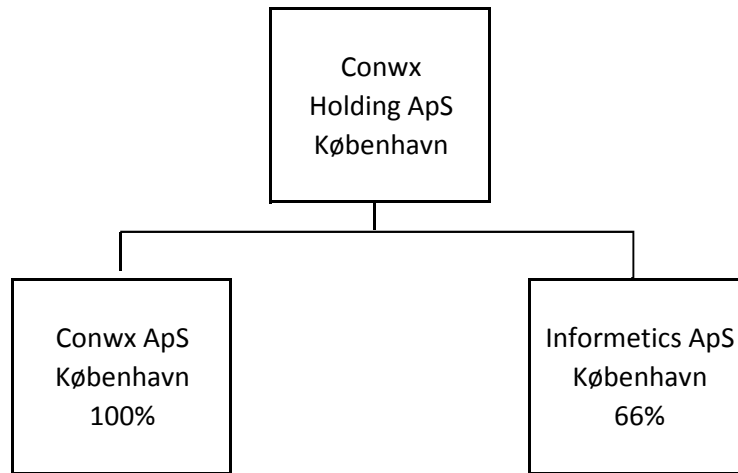 Conwx
Holding ApS
København
Conwx ApS
København
100%
Informetics ApS
København
66%